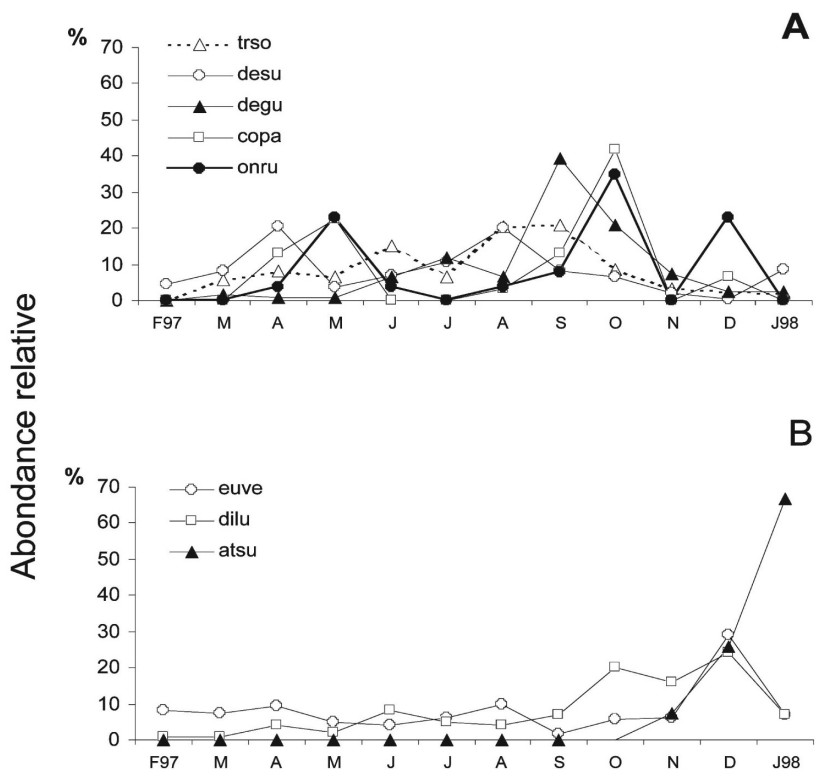 A
%
70
60
50
40
30
20
10
0
trso
desu
degu
copa
onru
F97 M A M J J A S O N D J98
Abondance relative
B
%
70
60
50
40
30
20
10
0
euve
dilu
atsu
F97 M A M J J A S O N D J98